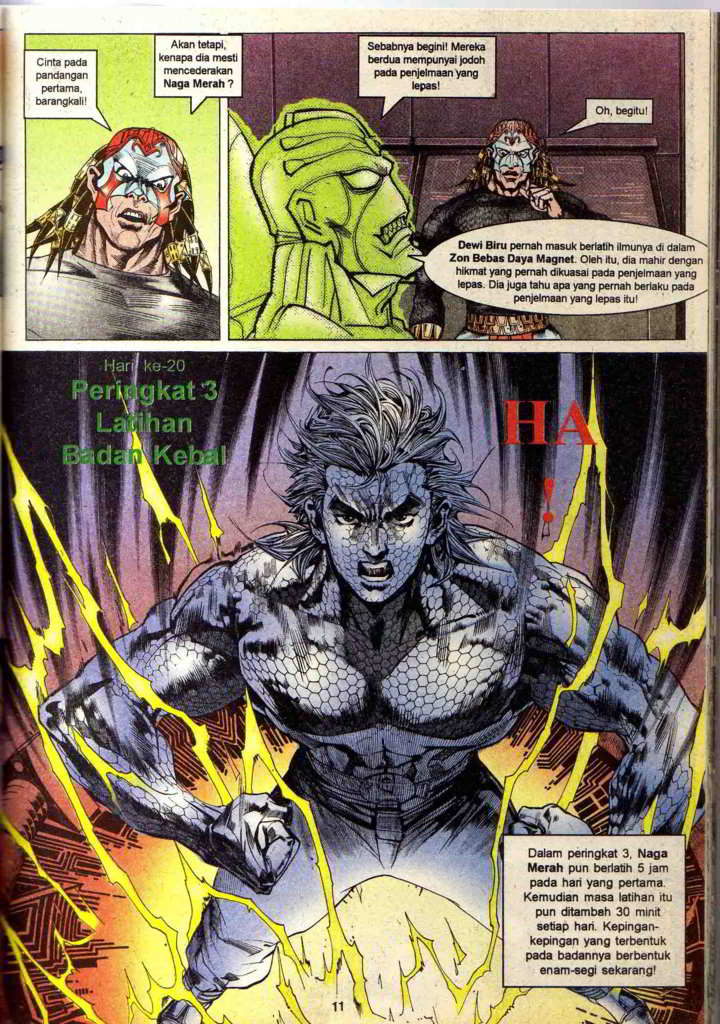 Cinta pada
pandangan
pertama,
barangkali!
Akan tetapi,
kenapa dia mesti
mencederakan
Naga Merah ?
Sebabnya begini! Mereka
berdua mempunyai jodoh
pada penjelmaan yang
lepas!
Oh, begitu!
Dewi Biru pernah masuk berlatih ilmunya di dalam
Zon Bebas Daya Magnet. Oleh itu, dia mahir dengan
hikmat yang pernah dikuasai pada penjelmaan yang
lepas. Dia juga tahu apa yang pernah berlaku pada
penjelmaan yang lepas itu!
Hari ke-20
Peringkat 3
Latihan
Badan Kebal
HA
!
Dalam peringkat 3, Naga
Merah pun berlatih 5 jam
pada hari yang pertama.
Kemudian masa latihan itu
pun ditambah 30 minit
setiap hari. Kepingan-
kepingan yang terbentuk
pada badannya berbentuk
enam-segi sekarang!
11